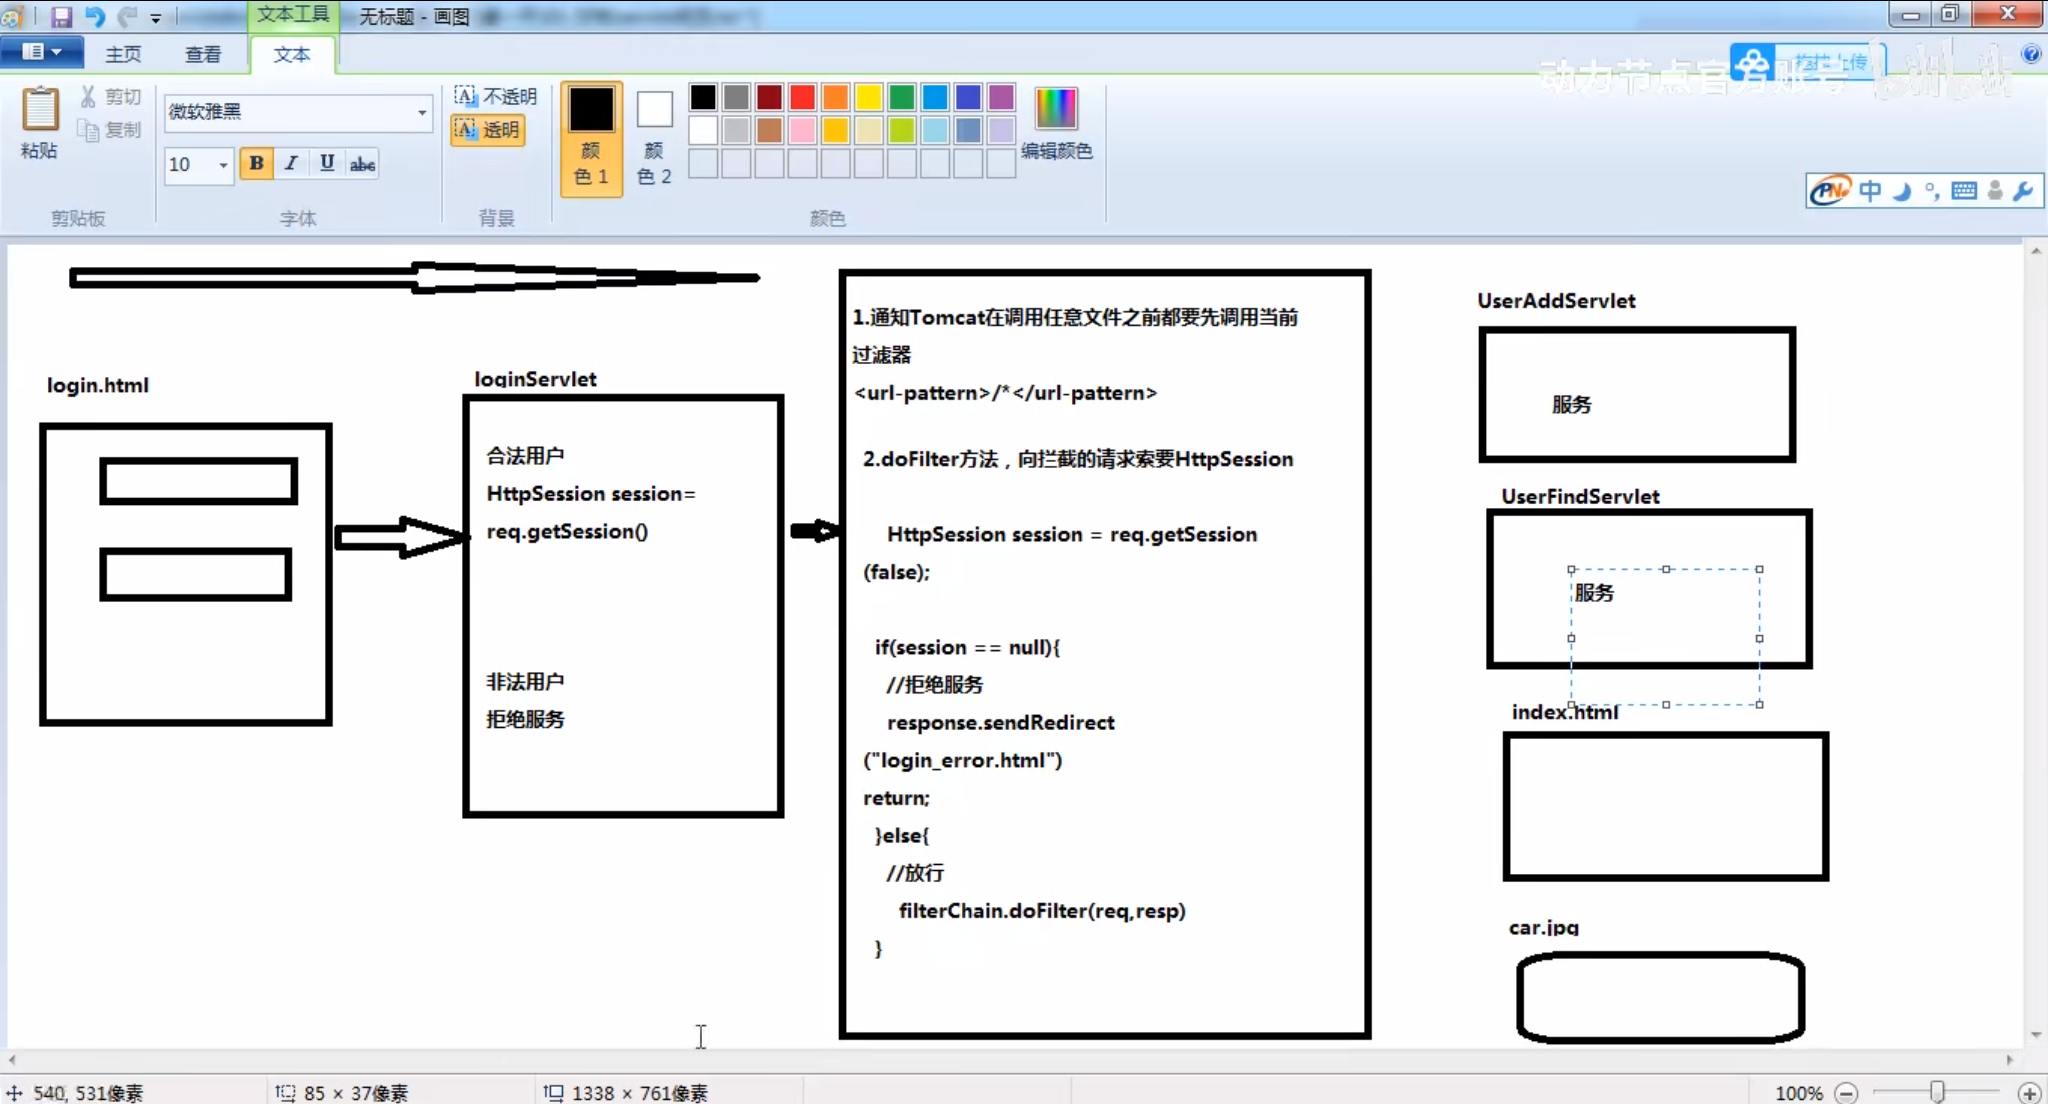 文本工具
无标题 - 画图
主页
查看
文本
动力节点官方账号
bilibili
拖拽上传
粘贴
剪切
复制
剪贴板
微软雅黑
10
B I U abc
字体
不透明
透明
背景
颜色 1
颜色 2
编辑颜色
颜色
中
login.html
loginServlet
合法用户
HttpSession session=
req.getSession()
非法用户
拒绝服务
1.通知Tomcat在调用任意文件之前都要先调用当前
过滤器
<url-pattern>/*</url-pattern>
2.doFilter方法，向拦截的请求索要HttpSession
HttpSession session = req.getSession
(false);
if(session == null){
//拒绝服务
response.sendRedirect
("login_error.html")
return;
}else{
//放行
filterChain.doFilter(req,resp)
}
UserAddServlet
服务
UserFindServlet
服务
index.html
car.jpg
540, 531像素
85 × 37像素
1338 × 761像素
100%